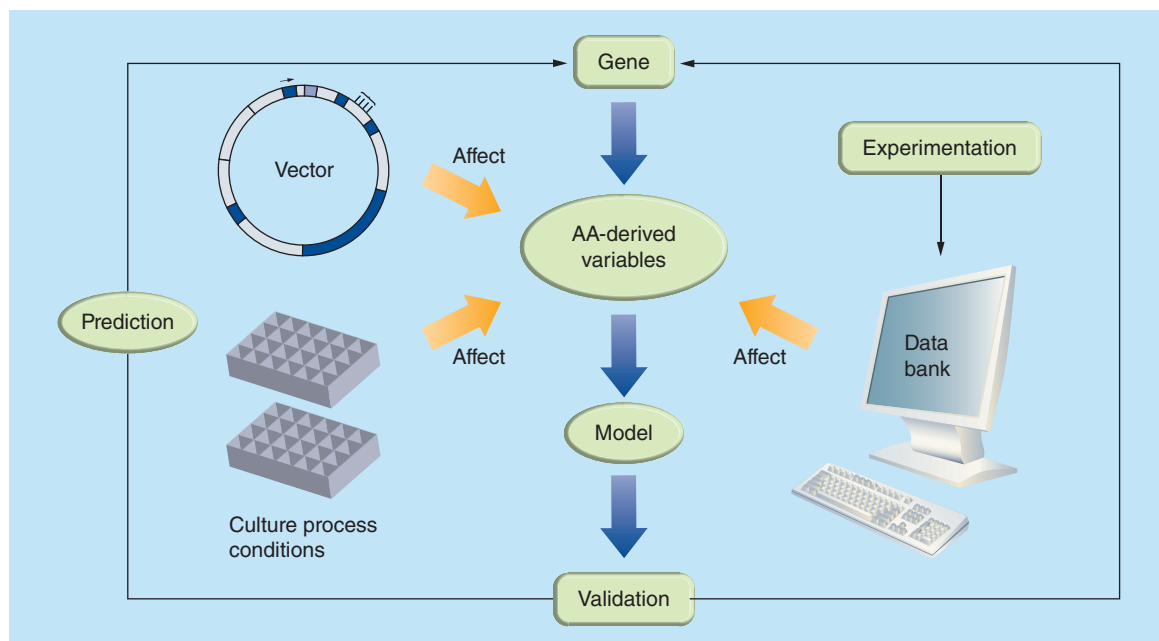 Gene
Experimentation
Affect
Vector
AA-derived
variables
Prediction
Affect
Affect
Data
bank
Model
Culture process
conditions
Validation